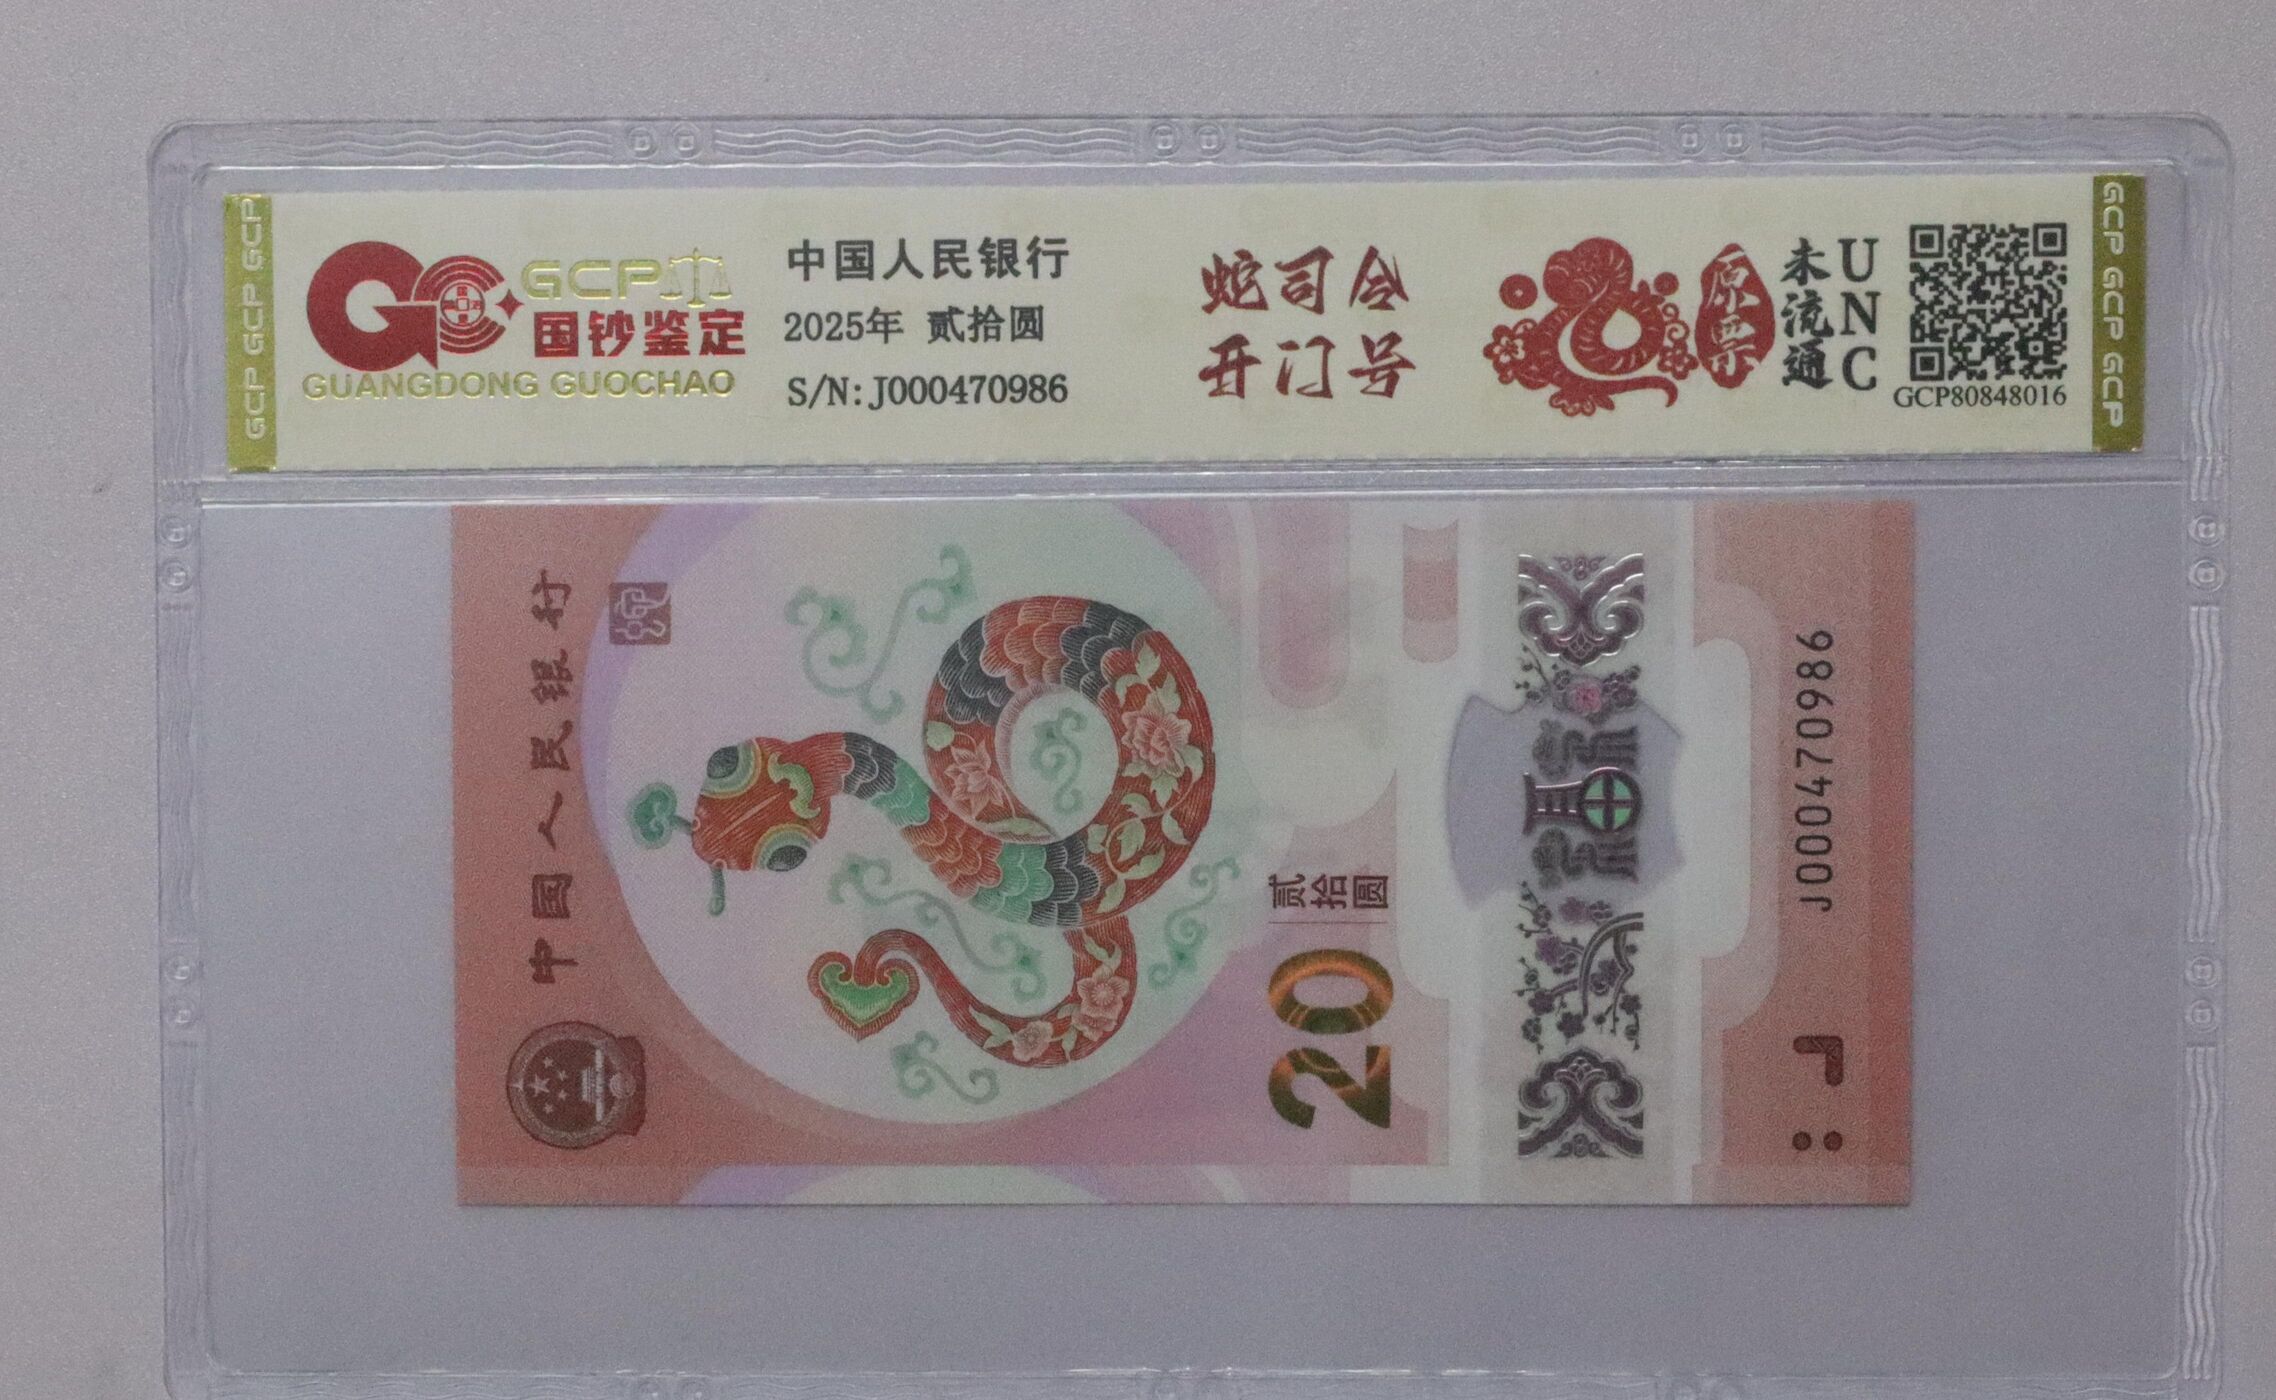 GCP GCP GCP
GCP
国钞鉴定
GUANGDONG GUOCHAO
中国人民银行
2025年 贰拾圆
S/N: J000470986
蛇司令
开门号
原票
未流通
UNC
GCP80848016
GCP GCP GCP GCP
中国人民银行
贰拾圆
20
J000470986